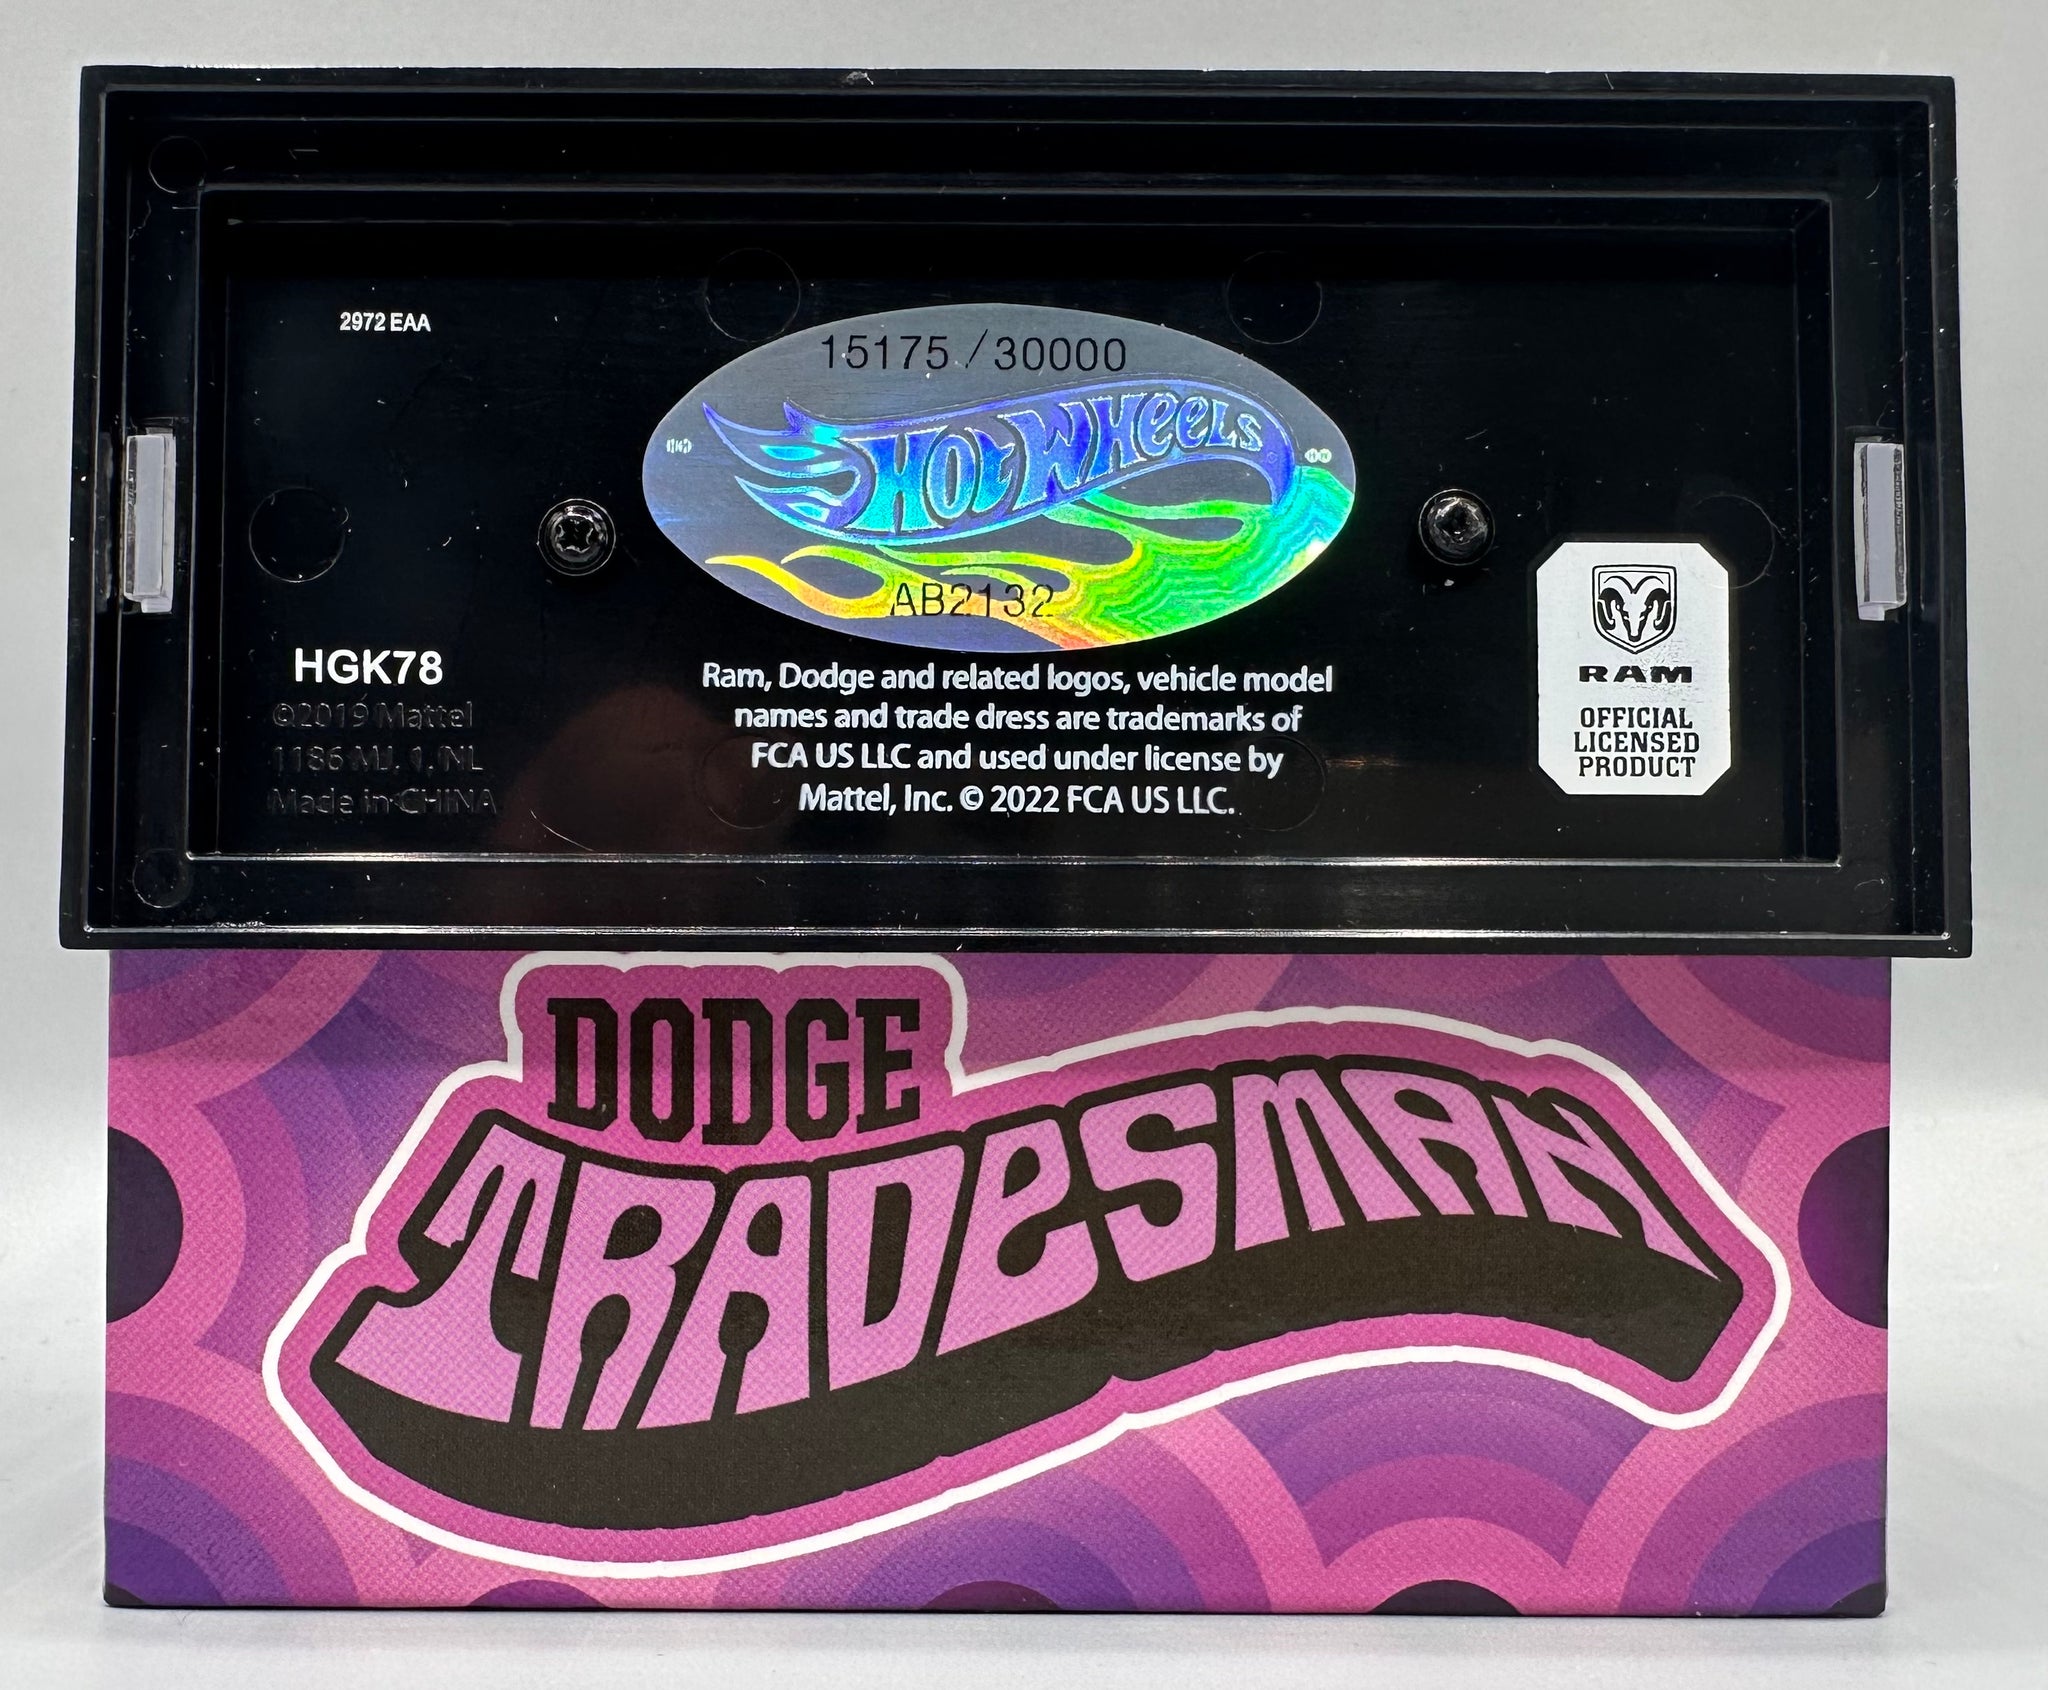 2972 EAA
15175 / 30000
HOT WHEELS
AB2132
HGK78
©2019 Mattel
1186 MJ, 1, NL
Made in CHINA
Ram, Dodge and related logos, vehicle model
names and trade dress are trademarks of
FCA US LLC and used under license by
Mattel, Inc. © 2022 FCA US LLC.
RAM
OFFICIAL
LICENSED
PRODUCT
DODGE
TRADESMAN